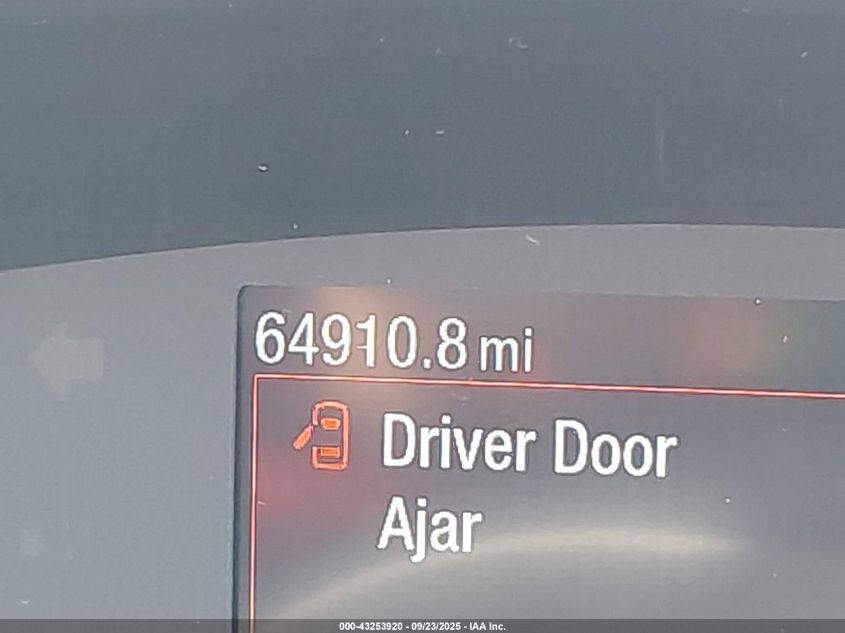 64910.8 mi
Driver Door
Ajar
000-43253920 - 09/23/2025 - IAA Inc.